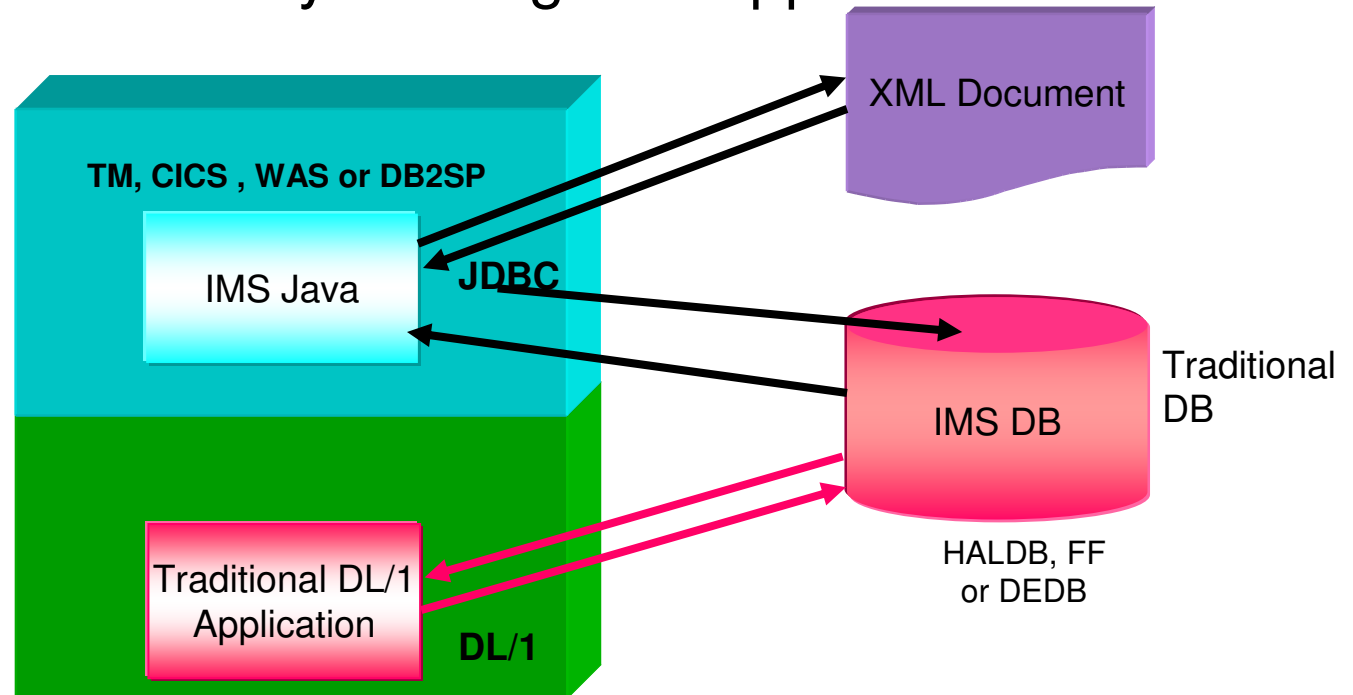 XML Document
TM, CICS , WAS or DB2SP
IMS Java
JDBC
Traditional
DB
IMS DB
HALDB, FF
or DEDB
Traditional DL/1
Application
DL/1